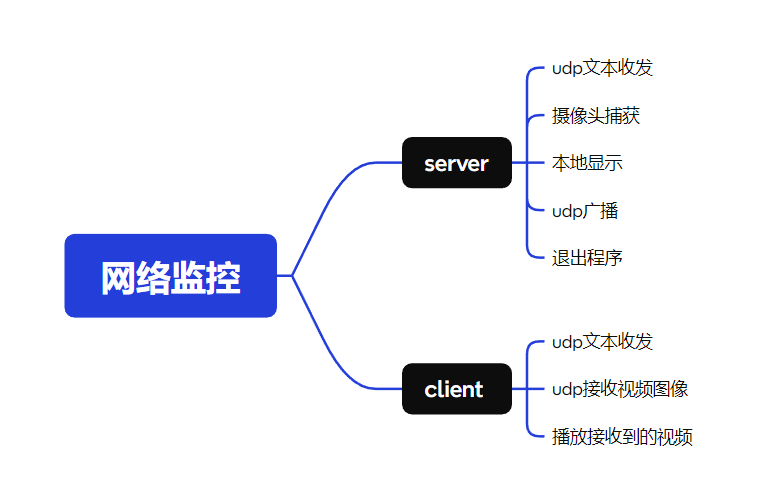 网络监控
server
udp文本收发
摄像头捕获
本地显示
udp广播
退出程序
client
udp文本收发
udp接收视频图像
播放接收到的视频